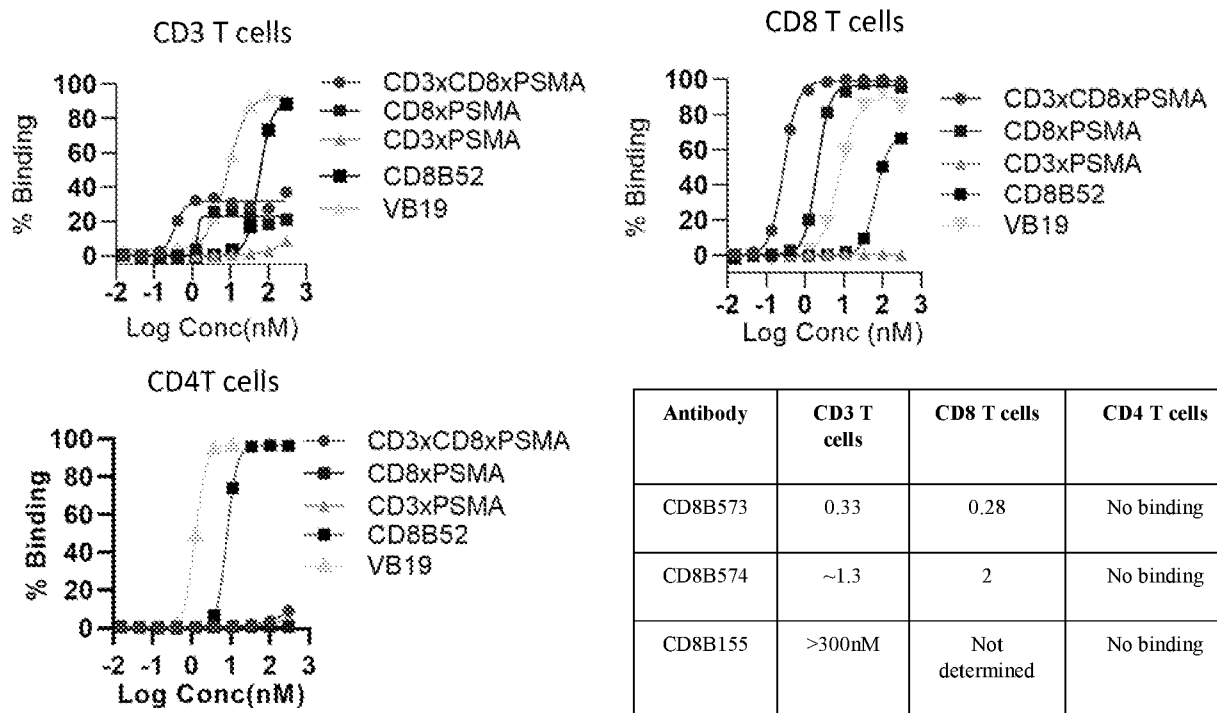 CD3 T cells
% Binding
100
80
60
40
20
0
-2 -1 0 1 2 3
Log Conc(nM)
CD3xCD8xPSMA
CD8xPSMA
CD3xPSMA
CD8B52
VB19
CD8 T cells
% Binding
100
80
60
40
20
0
-2 -1 0 1 2 3
Log Conc (nM)
CD3xCD8xPSMA
CD8xPSMA
CD3xPSMA
CD8B52
VB19
CD4T cells
% Binding
100
80
60
40
20
0
-2 -1 0 1 2 3
Log Conc(nM)
CD3xCD8xPSMA
CD8xPSMA
CD3xPSMA
CD8B52
VB19
Antibody CD3 T cells CD8 T cells CD4 T cells
CD8B573 0.33 0.28 No binding
CD8B574 ~1.3 2 No binding
CD8B155 >300nM Not determined No binding